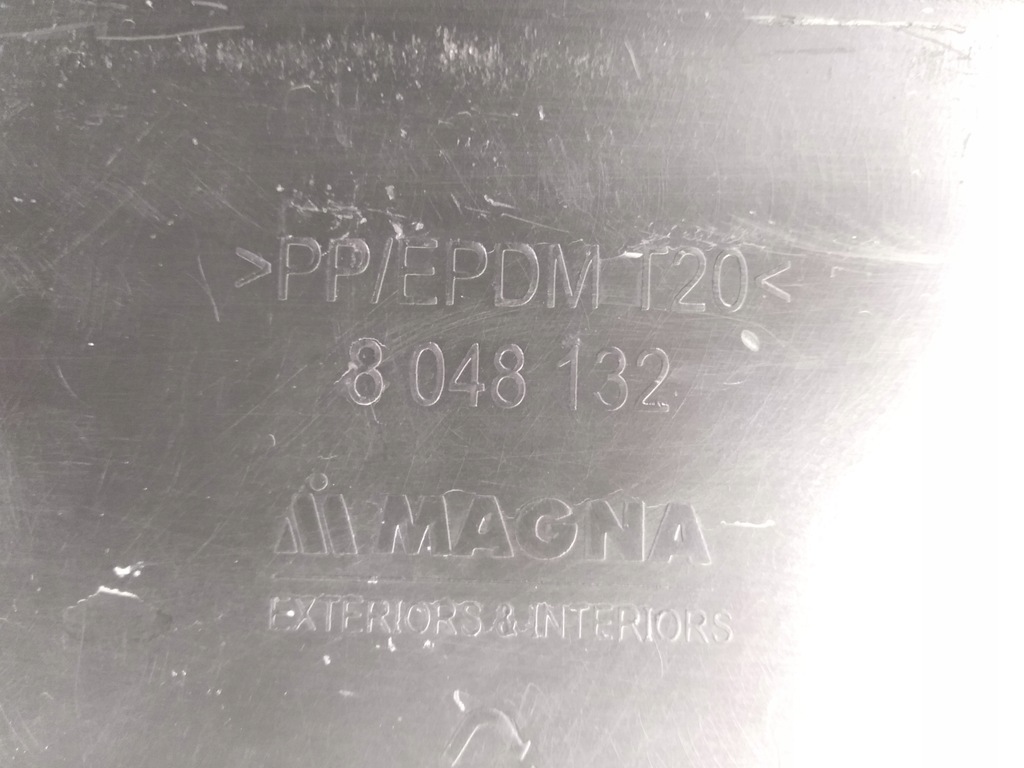 >PP/EPDM T20<
8 048 132
MAGNA
EXTERIORS & INTERIORS